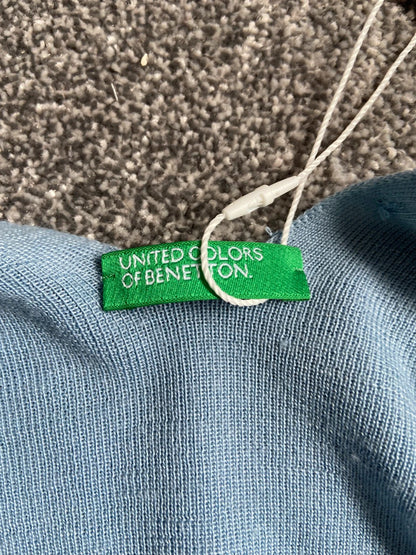 UNITED COLORS
OF BENETTON.